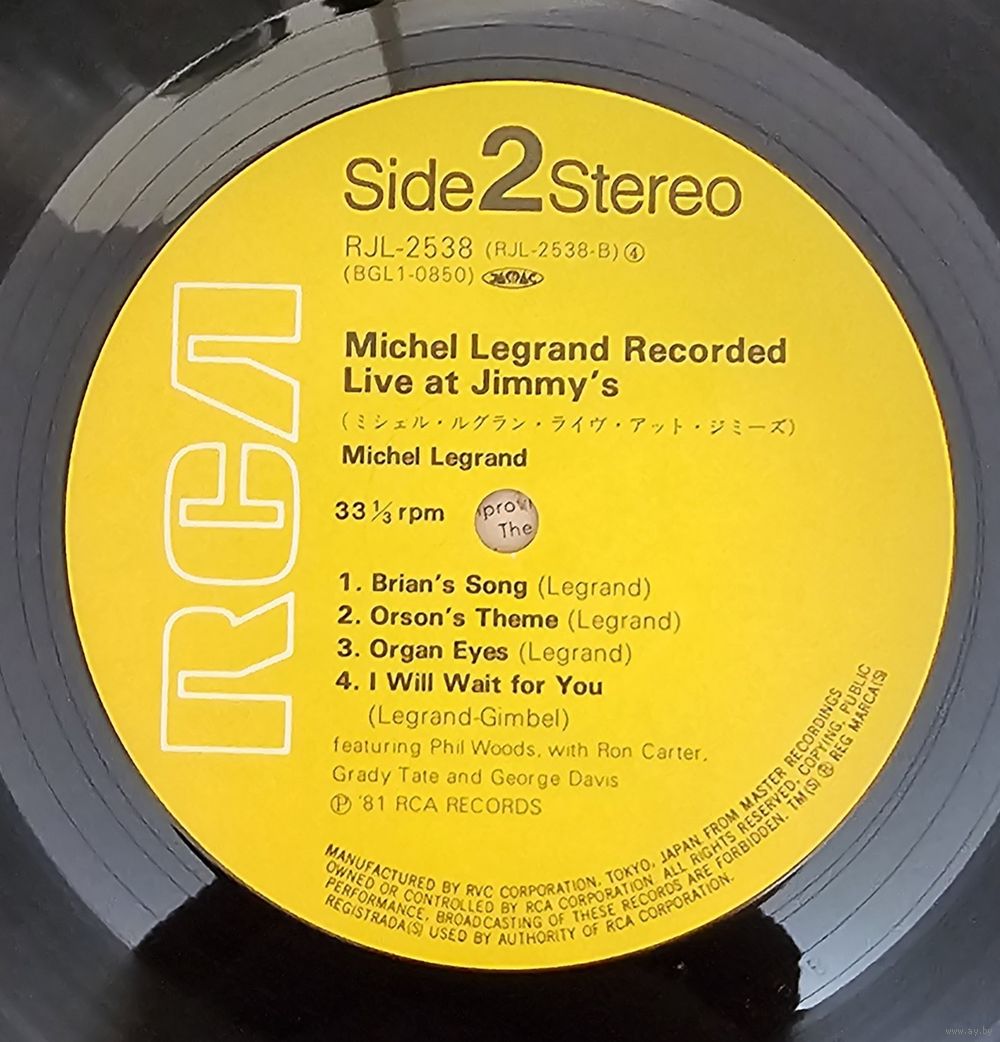 Side 2 Stereo
RJL-2538 (RJL-2538-B) ④
(BGL1-0850)
RCA
Michel Legrand Recorded
Live at Jimmy's
(ミシェル・ルグラン・ライヴ・アット・ジミーズ)
Michel Legrand
33⅓ rpm
The
1. Brian's Song (Legrand)
2. Orson's Theme (Legrand)
3. Organ Eyes (Legrand)
4. I Will Wait for You
(Legrand-Gimbel)
featuring Phil Woods, with Ron Carter,
Grady Tate and George Davis
Ⓟ '81 RCA RECORDS
MANUFACTURED BY RVC CORPORATION, TOKYO, JAPAN FROM MASTER RECORDINGS
OWNED OR CONTROLLED BY RCA CORPORATION. ALL RIGHTS RESERVED, COPYING, PUBLIC
PERFORMANCE, BROADCASTING OF THESE RECORDS ARE FORBIDDEN. TM(S) ® REG MARCA(S)
REGISTRADA(S) USED BY AUTHORITY OF RCA CORPORATION.
www.ay.by